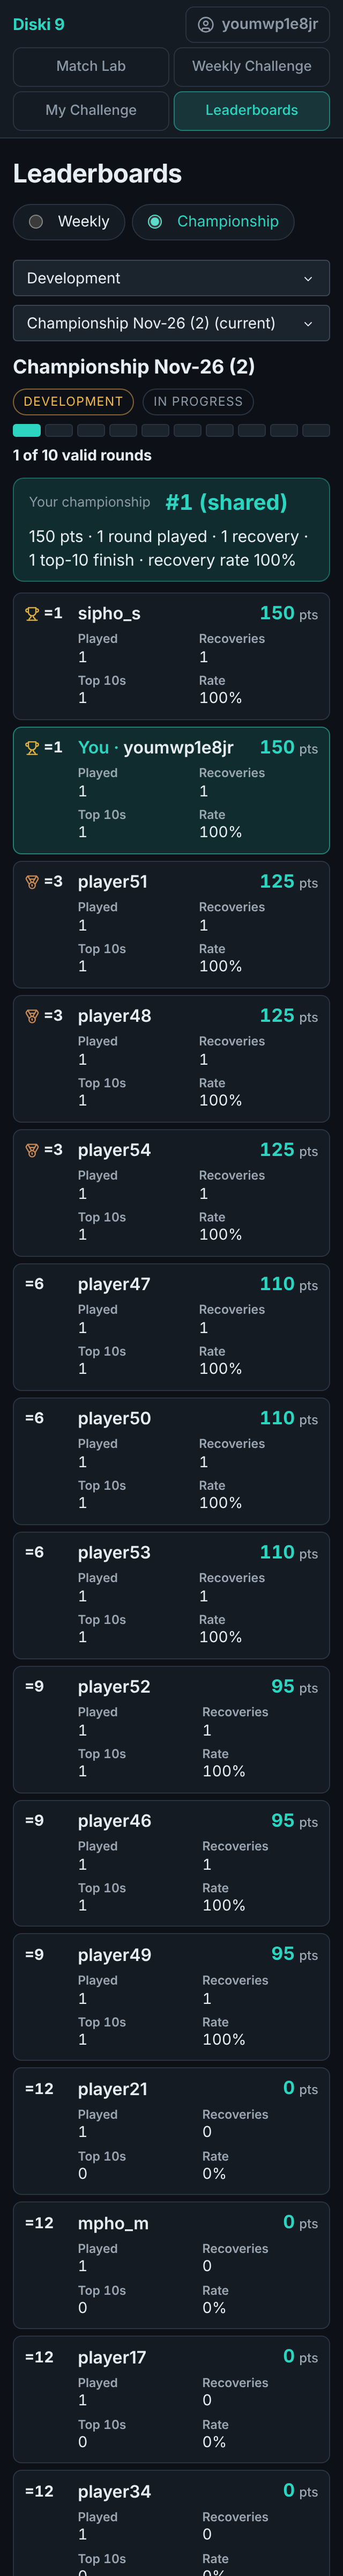 Diski 9
youmwp1e8jr
Match Lab
Weekly Challenge
My Challenge
Leaderboards
Leaderboards
Weekly
Championship
Development
Championship Nov-26 (2) (current)
Championship Nov-26 (2)
DEVELOPMENT
IN PROGRESS
1 of 10 valid rounds
Your championship #1 (shared)
150 pts · 1 round played · 1 recovery ·
1 top-10 finish · recovery rate 100%
=1 sipho_s 150 pts
Played Recoveries
1 1
Top 10s Rate
1 100%
=1 You · youmwp1e8jr 150 pts
Played Recoveries
1 1
Top 10s Rate
1 100%
=3 player51 125 pts
Played Recoveries
1 1
Top 10s Rate
1 100%
=3 player48 125 pts
Played Recoveries
1 1
Top 10s Rate
1 100%
=3 player54 125 pts
Played Recoveries
1 1
Top 10s Rate
1 100%
=6 player47 110 pts
Played Recoveries
1 1
Top 10s Rate
1 100%
=6 player50 110 pts
Played Recoveries
1 1
Top 10s Rate
1 100%
=6 player53 110 pts
Played Recoveries
1 1
Top 10s Rate
1 100%
=9 player52 95 pts
Played Recoveries
1 1
Top 10s Rate
1 100%
=9 player46 95 pts
Played Recoveries
1 1
Top 10s Rate
1 100%
=9 player49 95 pts
Played Recoveries
1 1
Top 10s Rate
1 100%
=12 player21 0 pts
Played Recoveries
1 0
Top 10s Rate
0 0%
=12 mpho_m 0 pts
Played Recoveries
1 0
Top 10s Rate
0 0%
=12 player17 0 pts
Played Recoveries
1 0
Top 10s Rate
0 0%
=12 player34 0 pts
Played Recoveries
1 0
Top 10s Rate
0 0%